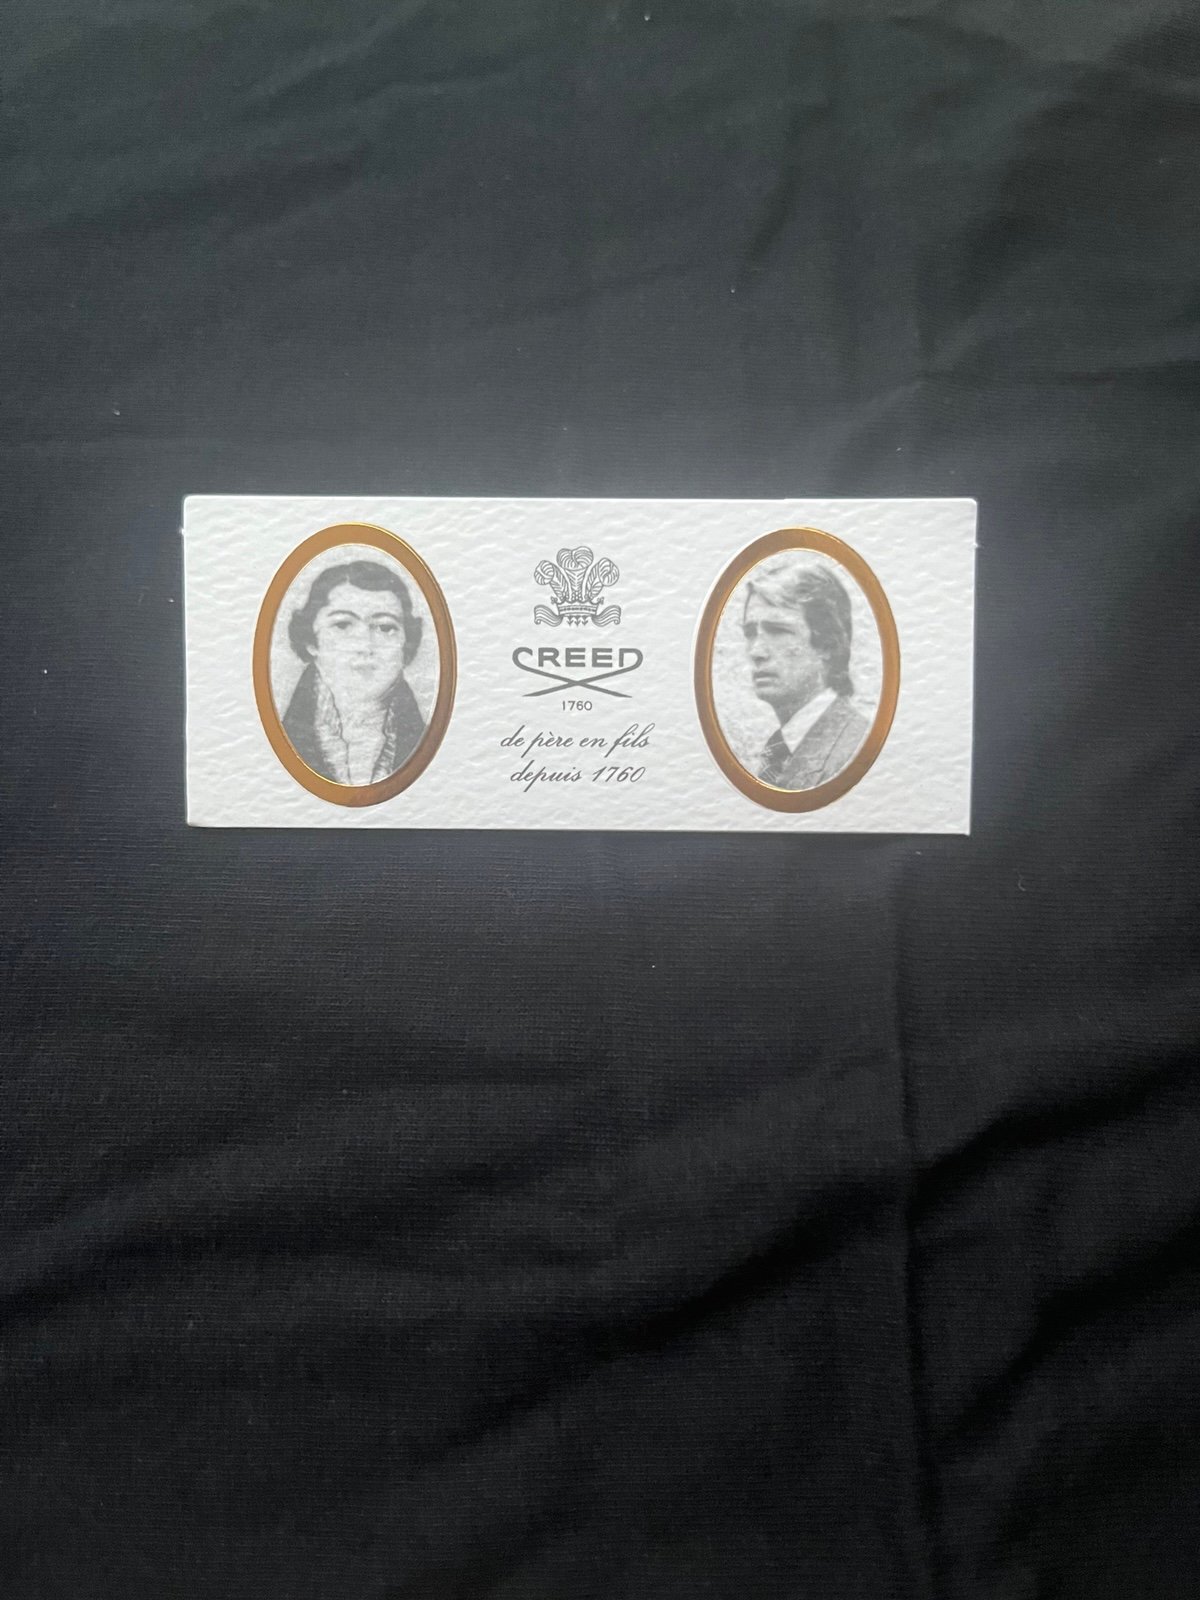 CREED
1760
de père en fils
depuis 1760